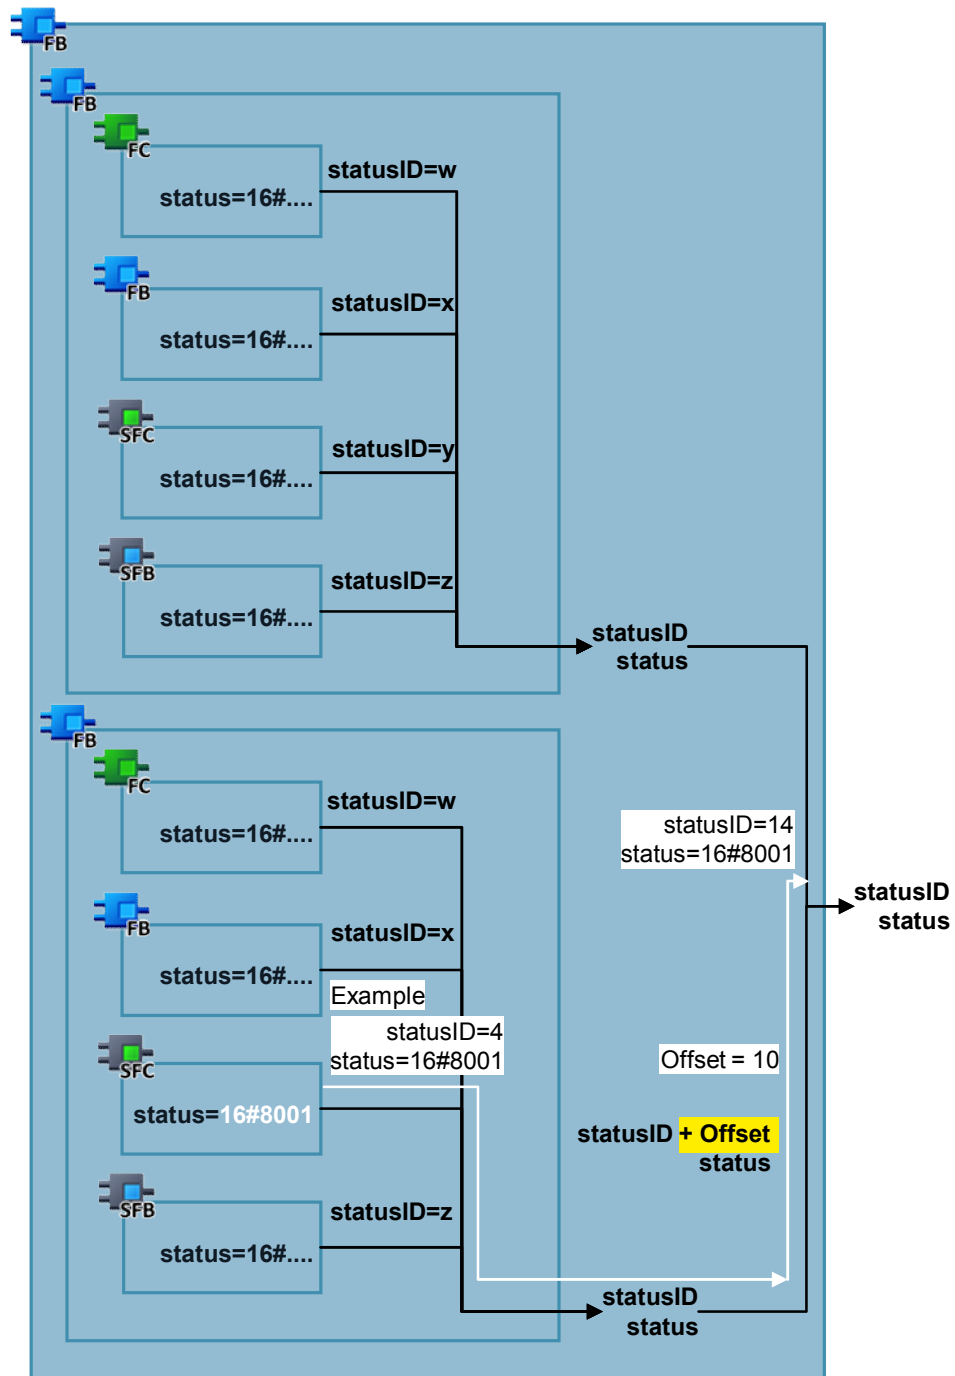 FB
FB
FC
statusID=w
status=16#....
FB
statusID=x
status=16#....
SFC
statusID=y
status=16#....
SFB
statusID=z
status=16#....
statusID
status
FB
FC
statusID=w
status=16#....
statusID=14
status=16#8001
statusID
status
FB
statusID=x
status=16#....
Example
statusID=4
status=16#8001
Offset = 10
SFC
status=16#8001
statusID + Offset
status
SFB
statusID=z
status=16#....
statusID
status